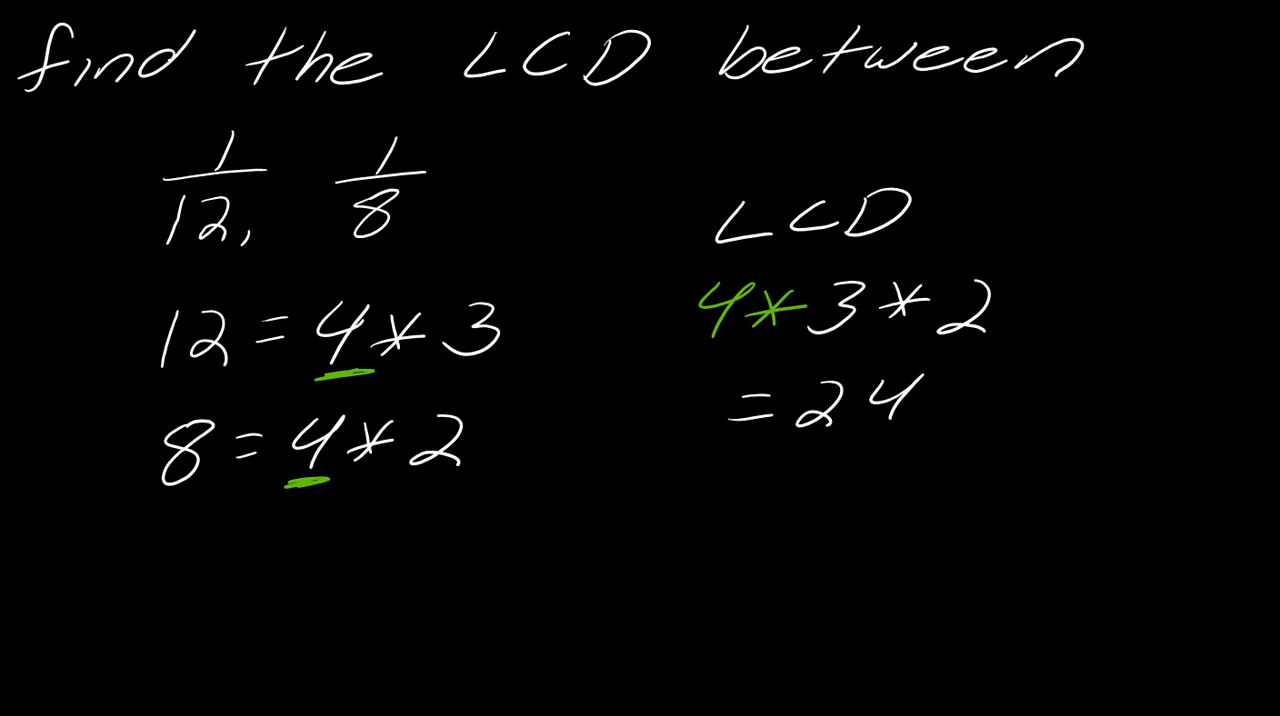 find the LCD between
1/12, 1/8
LCD
12 = 4 * 3
4 * 3 * 2
8 = 4 * 2
= 24